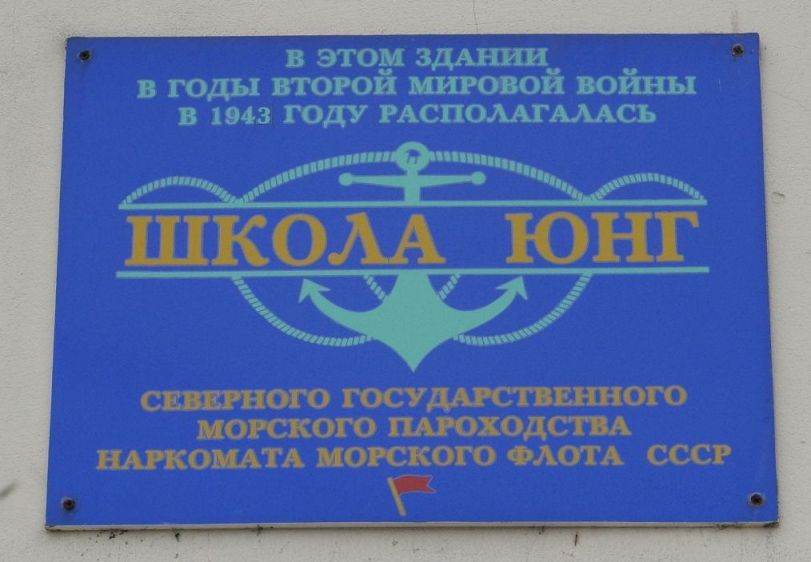 В ЭТОМ ЗДАНИИ
В ГОДЫ ВТОРОЙ МИРОВОЙ ВОЙНЫ
В 1943 ГОДУ РАСПОЛАГАЛАСЬ
ШКОЛА ЮНГ
СЕВЕРНОГО ГОСУДАРСТВЕННОГО
МОРСКОГО ПАРОХОДСТВА
НАРКОМАТА МОРСКОГО ФЛОТА СССР